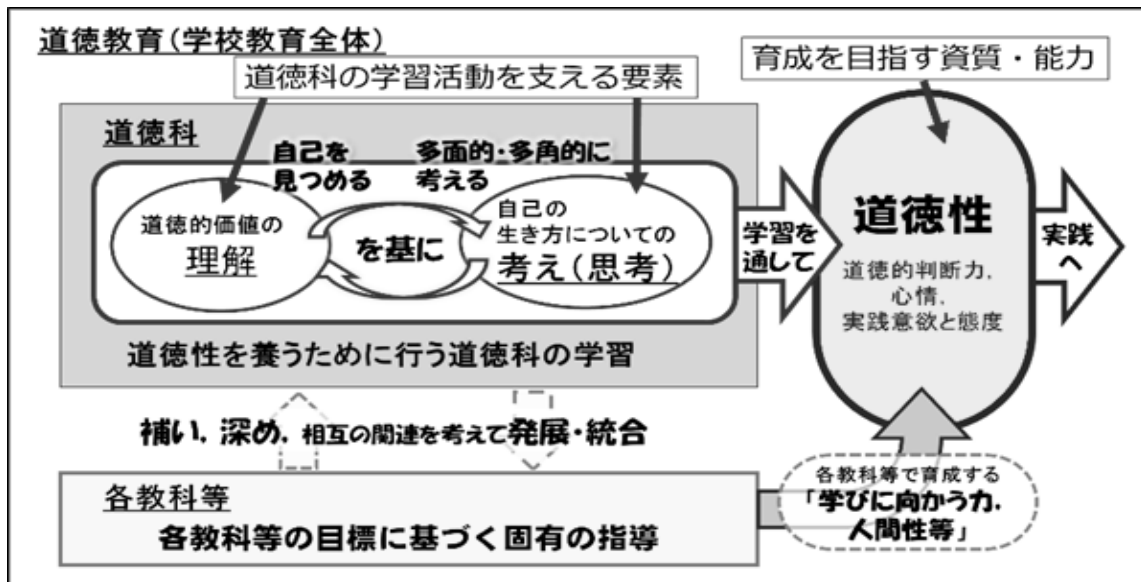 道徳教育(学校教育全体)
道徳科の学習活動を支える要素
育成を目指す資質・能力
道徳科
自己を
見つめる
多面的・多角的に
考える
道徳的価値の
理解
を基に
自己の
生き方についての
考え(思考)
道徳性を養うために行う道徳科の学習
学習を
通して
道徳性
道徳的判断力,
心情,
実践意欲と態度
実践
へ
補い,深め,相互の関連を考えて発展・統合
各教科等
各教科等の目標に基づく固有の指導
各教科等で育成する
「学びに向かう力,
人間性等」